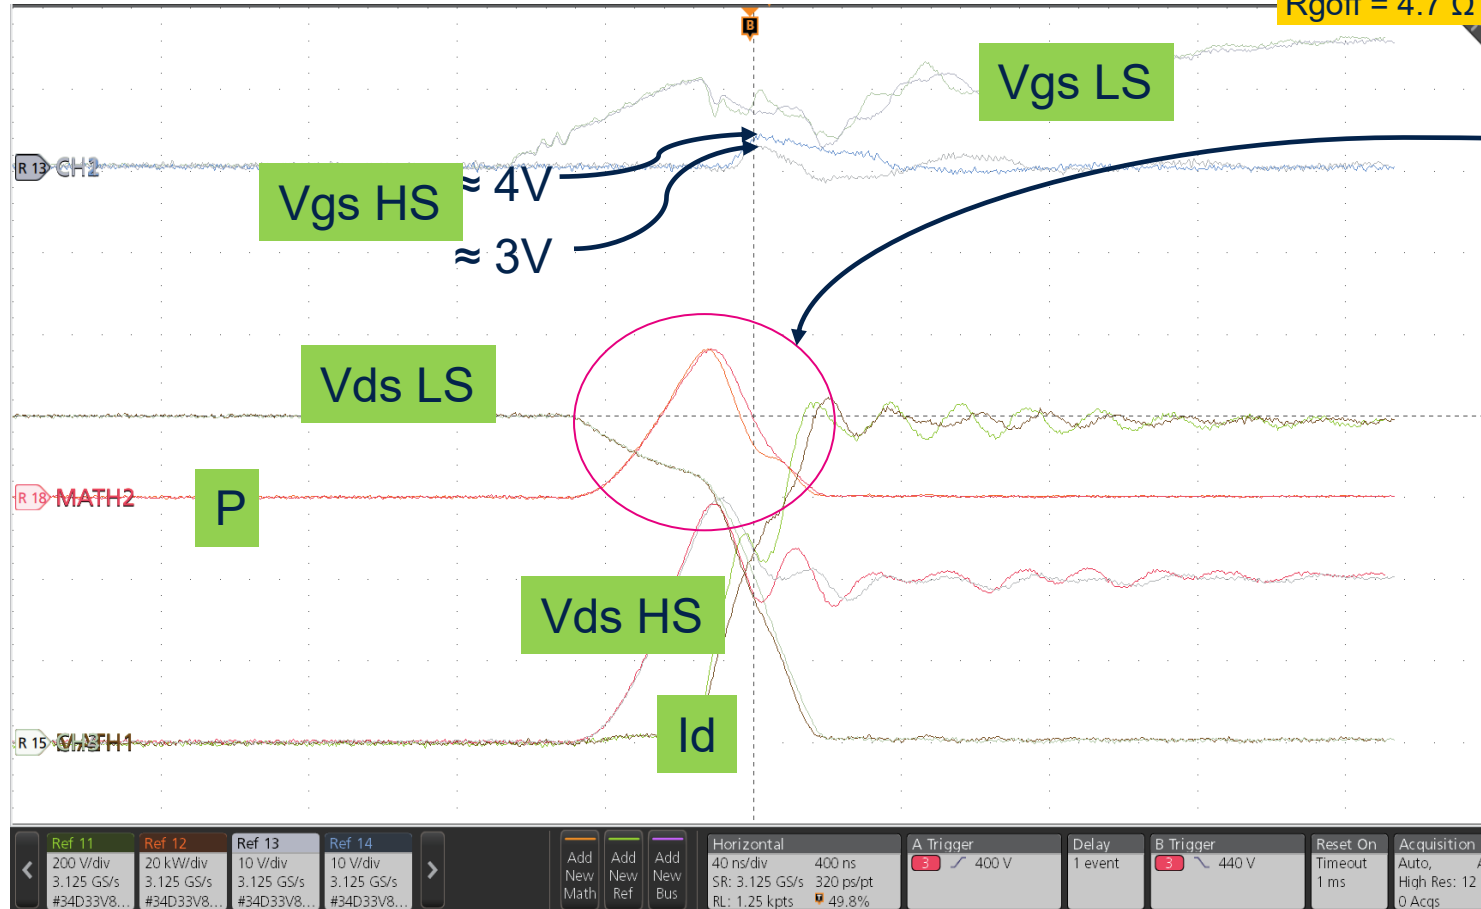 Rgoff = 4.7 Ω
B
Vgs LS
R 13 CH2
Vgs HS
≈ 4V
≈ 3V
Vds LS
R 18 MATH2
P
Vds HS
Id
R 15 MATH1
Ref 11
200 V/div
3.125 GS/s
#34D33V8...
Ref 12
20 kW/div
3.125 GS/s
#34D33V8...
Ref 13
10 V/div
3.125 GS/s
#34D33V8...
Ref 14
10 V/div
3.125 GS/s
#34D33V8...
Add New Math
Add New Ref
Add New Bus
Horizontal
40 ns/div 400 ns
SR: 3.125 GS/s 320 ps/pt
RL: 1.25 kpts 49.8%
A Trigger
3 400 V
Delay
1 event
B Trigger
3 440 V
Reset On
Timeout
1 ms
Acquisition
Auto,
High Res: 12
0 Acqs